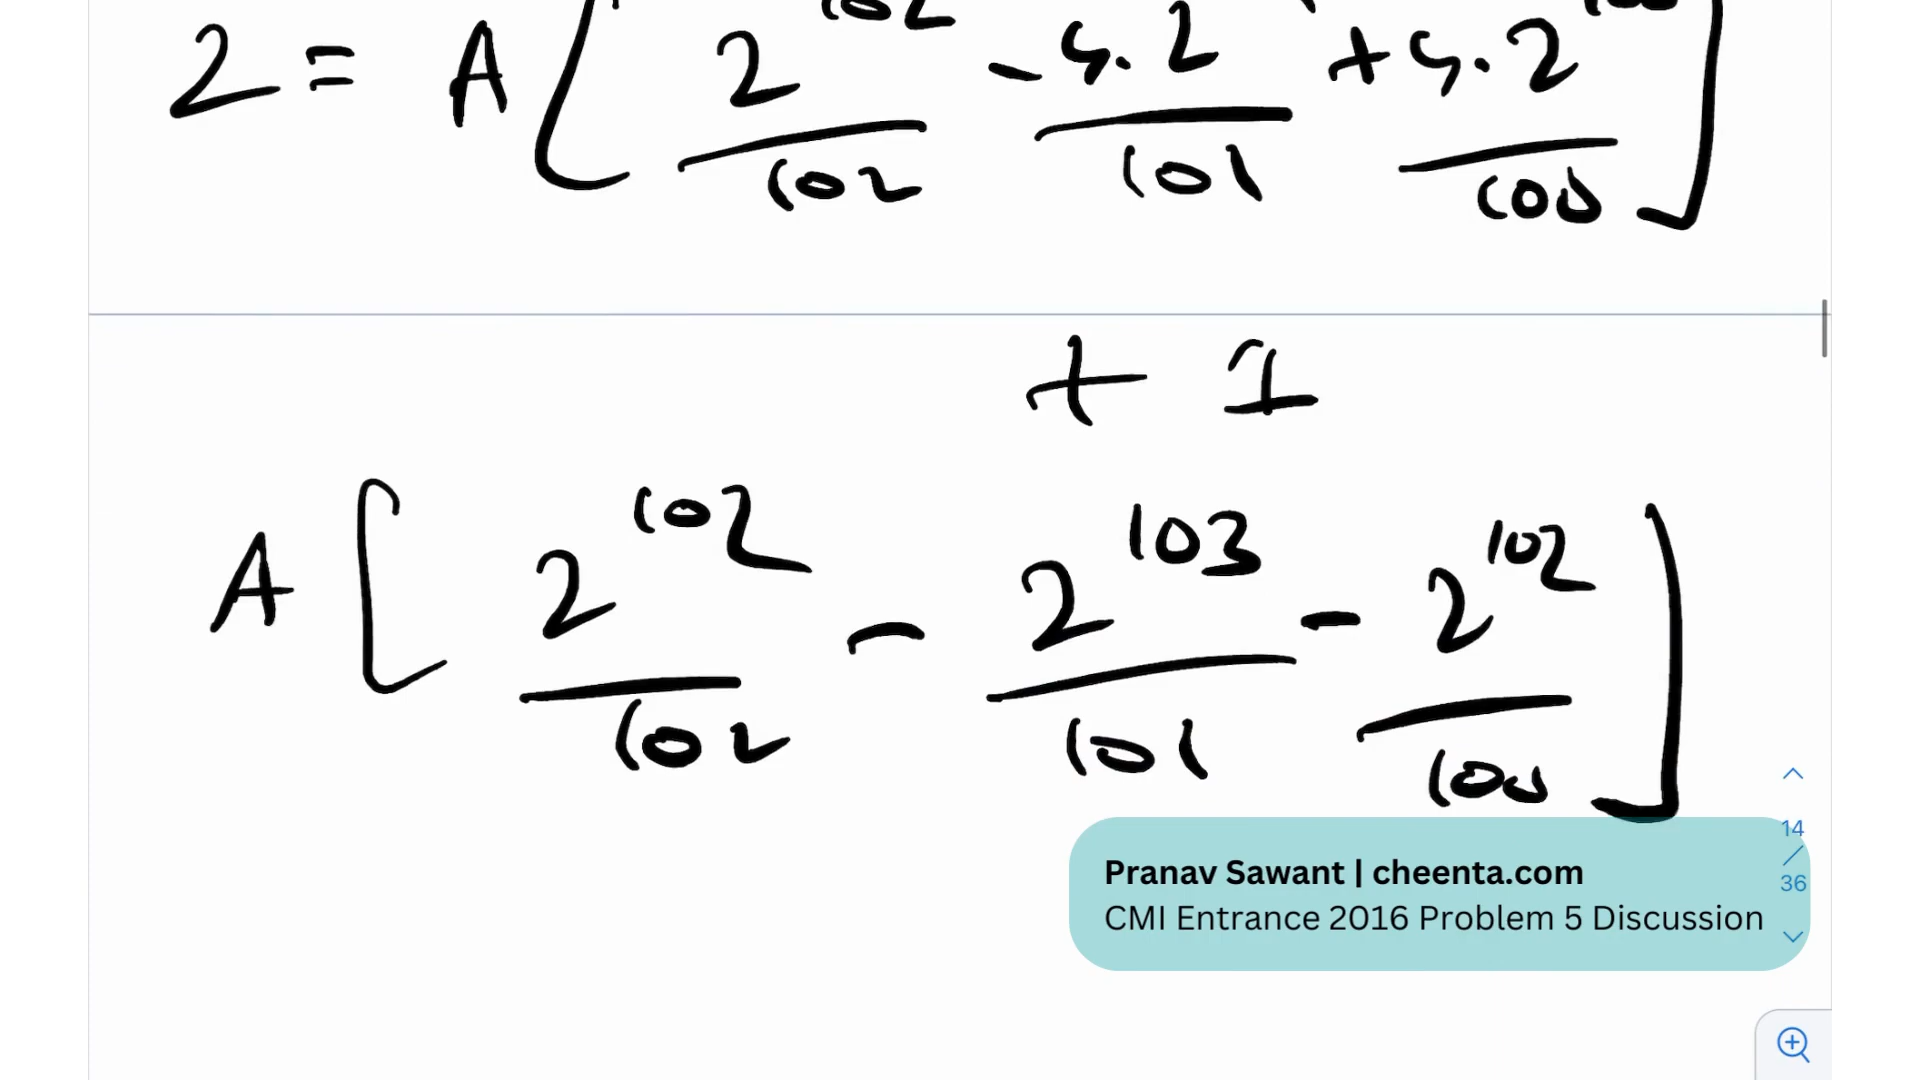 2 = A [ 2^102 / 102 - 4.2 / 101 + 4.2^100 / 100 ]
+ 1
A [ 2^102 / 102 - 2^103 / 101 - 2^102 / 100 ]
14
/
36
Pranav Sawant | cheenta.com
CMI Entrance 2016 Problem 5 Discussion